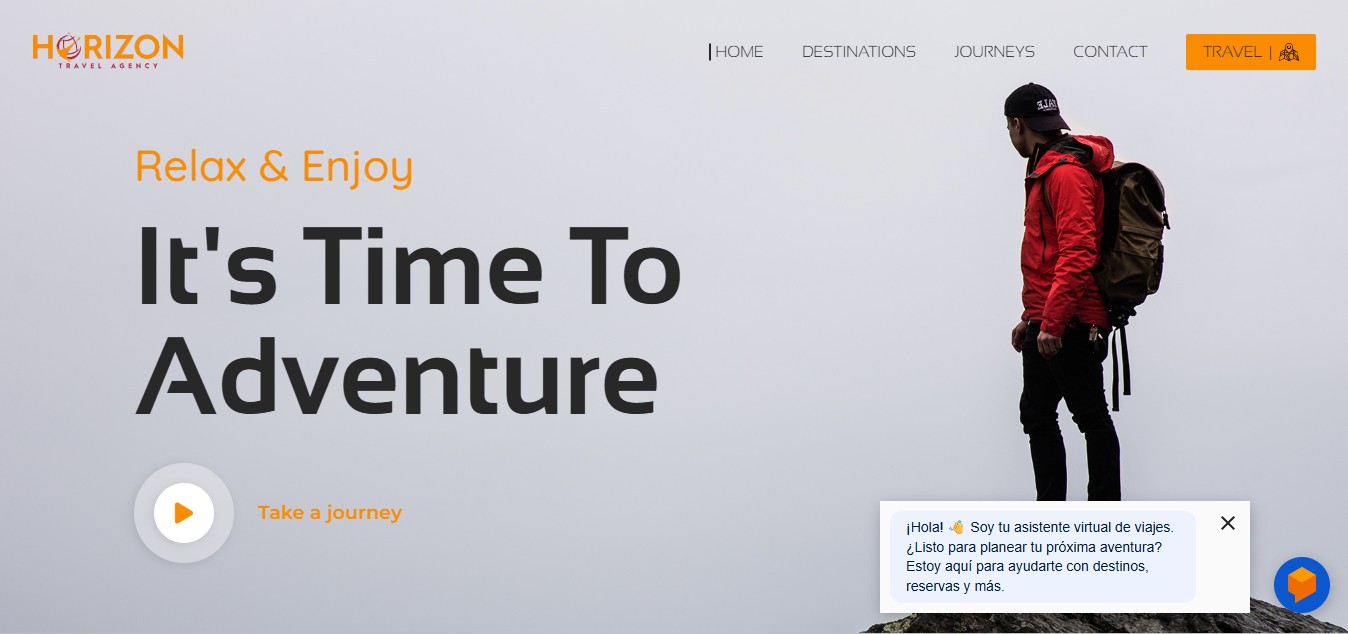 HORIZON
TRAVEL AGENCY
HOME
DESTINATIONS
JOURNEYS
CONTACT
TRAVEL |
Relax & Enjoy
It's Time To
Adventure
Take a journey
¡Hola! 👋 Soy tu asistente virtual de viajes.
¿Listo para planear tu próxima aventura?
Estoy aquí para ayudarte con destinos,
reservas y más.